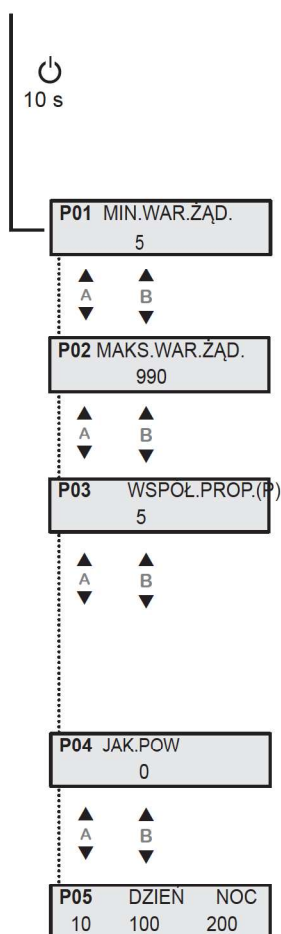 10 s
P01 MIN.WAR.ŻĄD.
5
A B
P02 MAKS.WAR.ŻĄD.
990
A B
P03 WSPÓŁ.PROP.(P)
5
A B
P04 JAK.POW
0
A B
P05 DZIEŃ NOC
10 100 200